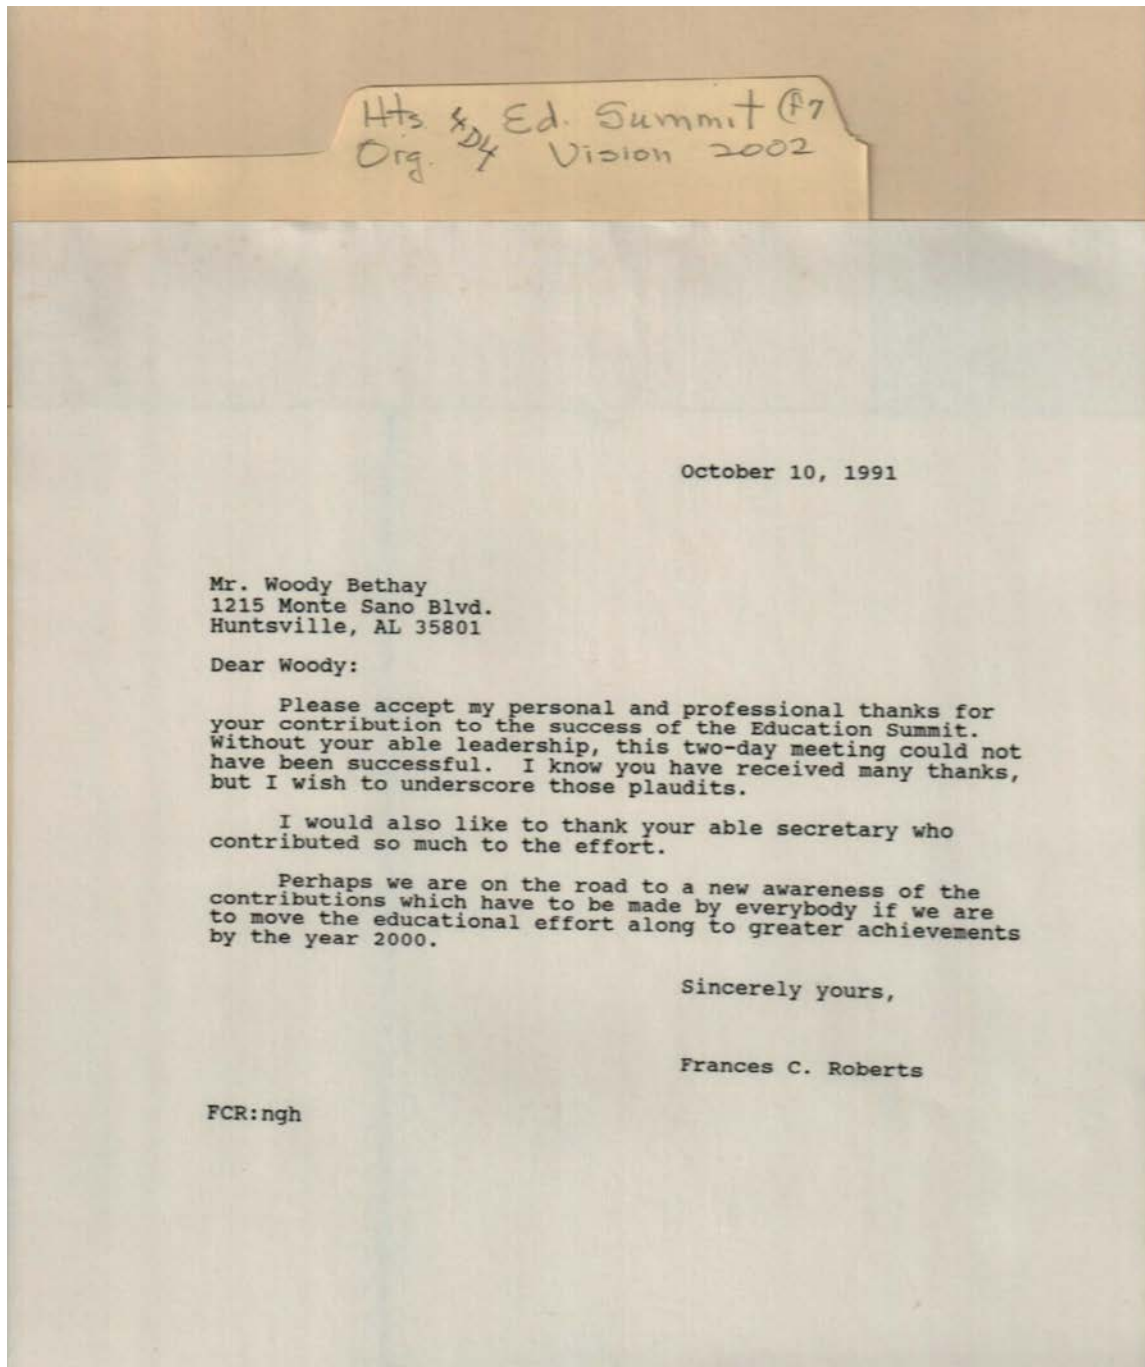 Hts & Ed. Summit
Org. D4 Vision 2002
October 10, 1991
Mr. Woody Bethay
1215 Monte Sano Blvd.
Huntsville, AL 35801
Dear Woody:
Please accept my personal and professional thanks for
your contribution to the success of the Education Summit.
Without your able leadership, this two-day meeting could not
have been successful. I know you have received many thanks,
but I wish to underscore those plaudits.
I would also like to thank your able secretary who
contributed so much to the effort.
Perhaps we are on the road to a new awareness of the
contributions which have to be made by everybody if we are
to move the educational effort along to greater achievements
by the year 2000.
Sincerely yours,
Frances C. Roberts
FCR:ngh